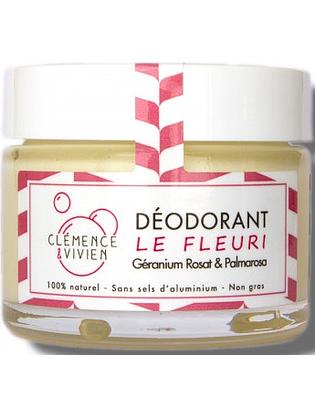 CLÉMENCE
& VIVIEN
DÉODORANT
LE FLEURI
Géranium Rosat & Palmarosa
100% naturel - Sans sels d'aluminium - Non gras